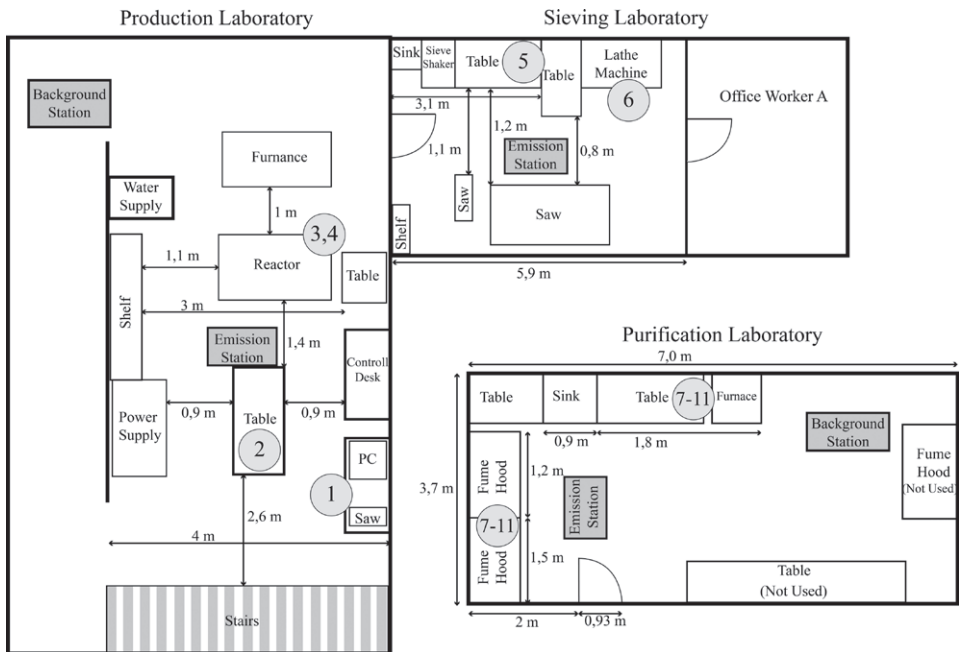 Production Laboratory
Background
Station
Furnance
Water
Supply
1 m
3,4
Reactor
1,1 m
Table
3 m
Shelf
Emission
Station
1,4 m
Controll
Desk
Power
Supply
0,9 m
Table
0,9 m
2
PC
1
Saw
2,6 m
4 m
Stairs
Sieving Laboratory
Sink
Sieve
Shaker
Table
5
Table
Lathe
Machine
6
3,1 m
1,2 m
1,1 m
Emission
Station
0,8 m
Saw
Saw
Shelf
5,9 m
Office Worker A
Purification Laboratory
7,0 m
Table
Sink
Table
7-11
Furnace
0,9 m
1,8 m
Background
Station
3,7 m
Fume
Hood
1,2 m
Emission
Station
Fume
Hood
(Not Used)
7-11
Fume
Hood
1,5 m
Table
(Not Used)
2 m
0,93 m